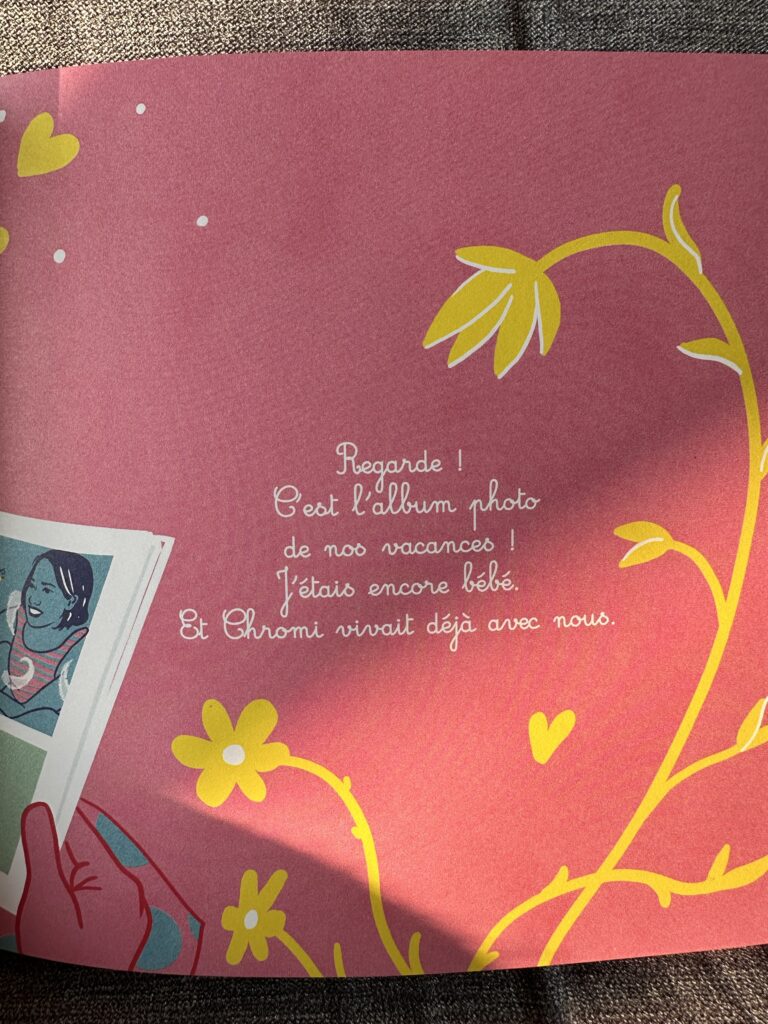 Regarde !
C'est l'album photo
de nos vacances !
J'étais encore bébé.
Et Chromi vivait déjà avec nous.